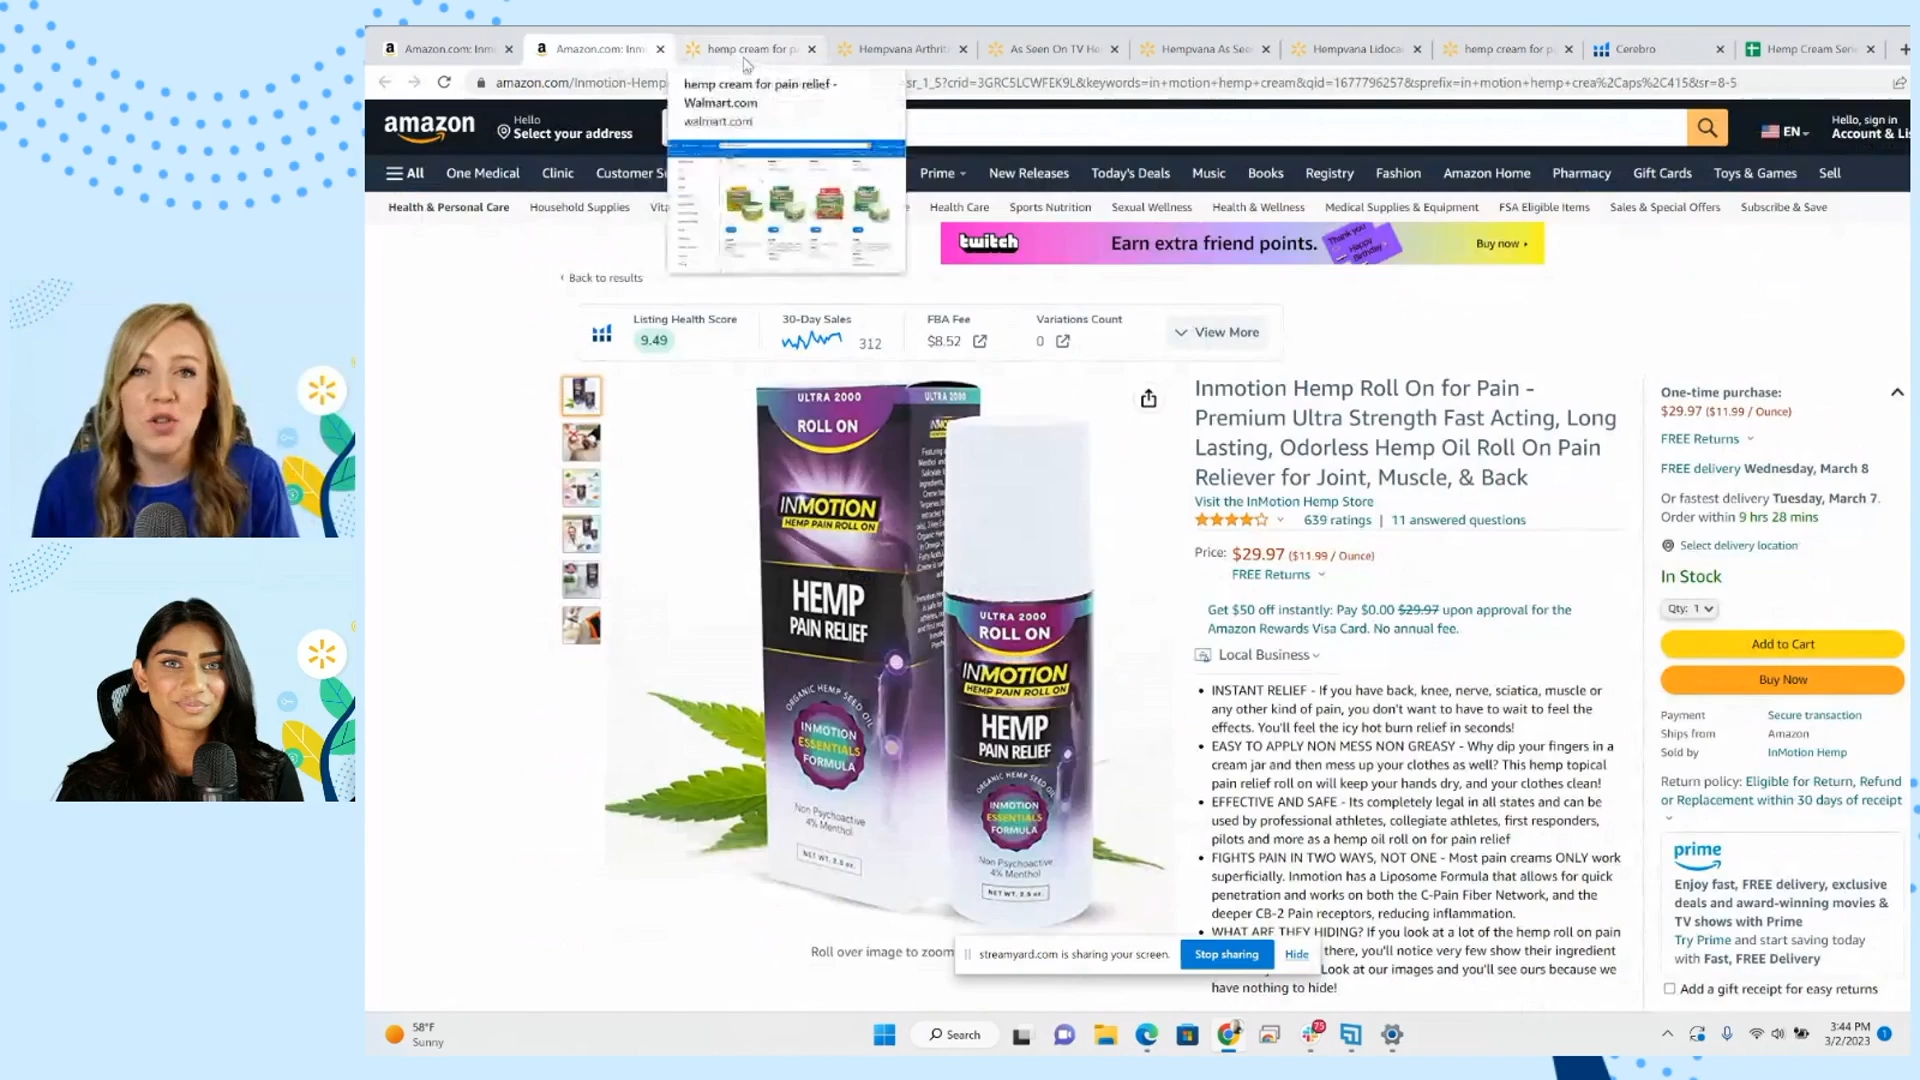 Amazon.com: Inm
Amazon.com: Inm
hemp cream for p
Hempvana Arthrit
As Seen On TV He
Hempvana As See
Hempvana Lidoca
hemp cream for p
Cerebro
Hemp Cream Seri
amazon.com/Inmotion-Hemp
sr_1_5?crid=3GRC5LCWFEK9L&keywords=in+motion+hemp+cream&qid=1677796257&sprefix=in+motion+hemp+crea%2Caps%2C415&sr=8-5
hemp cream for pain relief -
Walmart.com
walmart.com
amazon
Hello
Select your address
EN
Hello, sign in
Account & Li
All
One Medical
Clinic
Customer Se
Prime
New Releases
Today's Deals
Music
Books
Registry
Fashion
Amazon Home
Pharmacy
Gift Cards
Toys & Games
Sell
Health & Personal Care
Household Supplies
Health Care
Sports Nutrition
Sexual Wellness
Health & Wellness
Medical Supplies & Equipment
FSA Eligible Items
Sales & Special Offers
Subscribe & Save
twitch
Earn extra friend points.
Thank you
Happy
Birthday
Buy now
‹ Back to results
Listing Health Score
9.49
30-Day Sales
312
FBA Fee
$8.52
Variations Count
0
View More
ULTRA 2000
ROLL ON
ULTRA 2000
INMOTION
HEMP PAIN ROLL ON
HEMP
PAIN RELIEF
ORGANIC HEMP SEED OIL
INMOTION
ESSENTIALS
FORMULA
Non Psychoactive
4% Menthol
NET WT. 2.5 oz.
ULTRA 2000
ROLL ON
INMOTION
HEMP PAIN ROLL ON
HEMP
PAIN RELIEF
ORGANIC HEMP SEED OIL
INMOTION
ESSENTIALS
FORMULA
Non Psychoactive
4% Menthol
NET WT. 2.5 oz.
Roll over image to zoom
Inmotion Hemp Roll On for Pain -
Premium Ultra Strength Fast Acting, Long
Lasting, Odorless Hemp Oil Roll On Pain
Reliever for Joint, Muscle, & Back
Visit the InMotion Hemp Store
639 ratings | 11 answered questions
Price: $29.97 ($11.99 / Ounce)
FREE Returns
Get $50 off instantly: Pay $0.00 $29.97 upon approval for the
Amazon Rewards Visa Card. No annual fee.
Local Business
• INSTANT RELIEF - If you have back, knee, nerve, sciatica, muscle or
any other kind of pain, you don't want to have to wait to feel the
effects. You'll feel the icy hot burn relief in seconds!
• EASY TO APPLY NON MESS NON GREASY - Why dip your fingers in a
cream jar and then mess up your clothes as well? This hemp topical
pain relief roll on will keep your hands dry, and your clothes clean!
• EFFECTIVE AND SAFE - Its completely legal in all states and can be
used by professional athletes, collegiate athletes, first responders,
pilots and more as a hemp oil roll on for pain relief
• FIGHTS PAIN IN TWO WAYS, NOT ONE - Most pain creams ONLY work
superficially. Inmotion has a Liposome Formula that allows for quick
penetration and works on both the C-Pain Fiber Network, and the
deeper CB-2 Pain receptors, reducing inflammation.
• WHAT ARE THEY HIDING? If you look at a lot of the hemp roll on pain
there, you'll notice very few show their ingredient
Look at our images and you'll see ours because we
have nothing to hide!
streamyard.com is sharing your screen.
Stop sharing
Hide
One-time purchase:
$29.97 ($11.99 / Ounce)
FREE Returns
FREE delivery Wednesday, March 8
Or fastest delivery Tuesday, March 7.
Order within 9 hrs 28 mins
Select delivery location
In Stock
Qty: 1
Add to Cart
Buy Now
Payment Secure transaction
Ships from Amazon
Sold by InMotion Hemp
Return policy: Eligible for Return, Refund
or Replacement within 30 days of receipt
prime
Enjoy fast, FREE delivery, exclusive
deals and award-winning movies &
TV shows with Prime
Try Prime and start saving today
with Fast, FREE Delivery
Add a gift receipt for easy returns
58°F
Sunny
Search
75
3:44 PM
3/2/2023
1